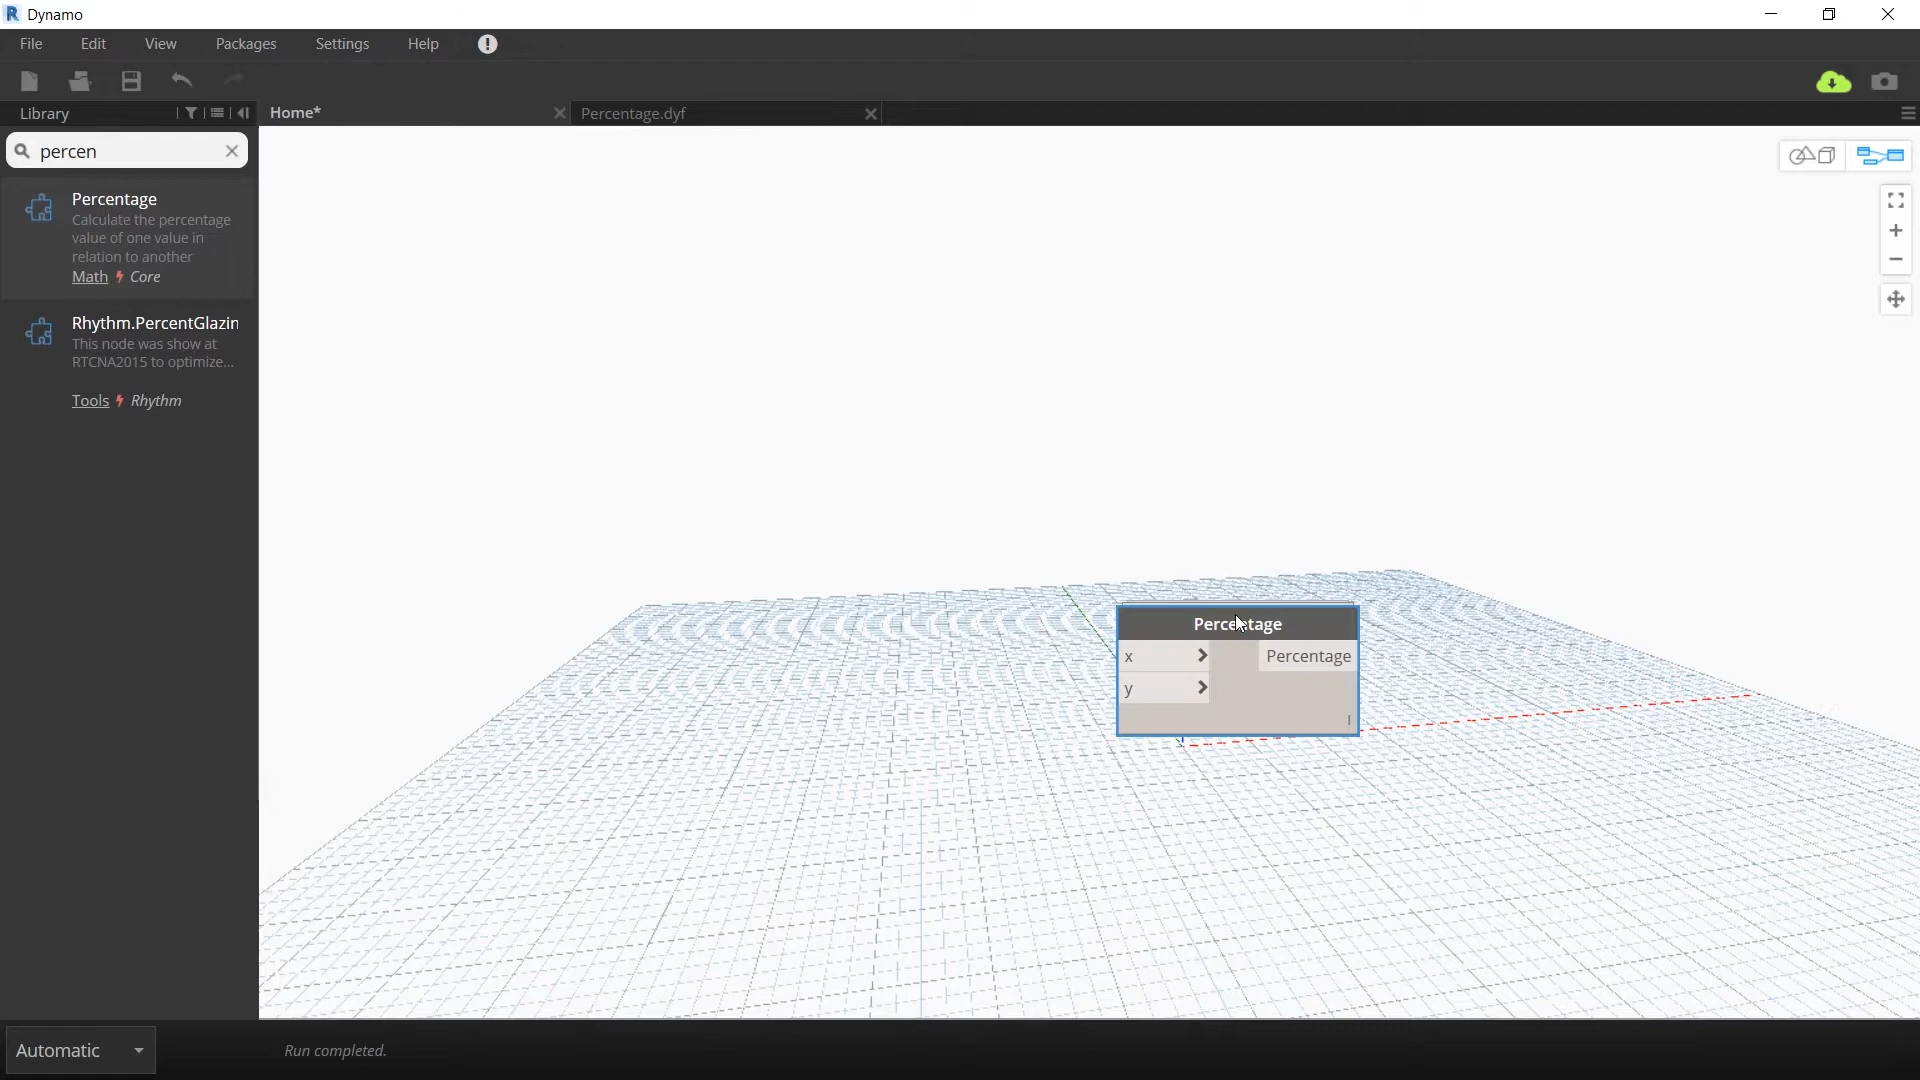 Dynamo
File Edit View Packages Settings Help
Library
Home*
Percentage.dyf
percen
Percentage
Calculate the percentage
value of one value in
relation to another
Math Core
Rhythm.PercentGlazin
This node was show at
RTCNA2015 to optimize...
Tools Rhythm
Percentage
x > Percentage
y >
Automatic
Run completed.